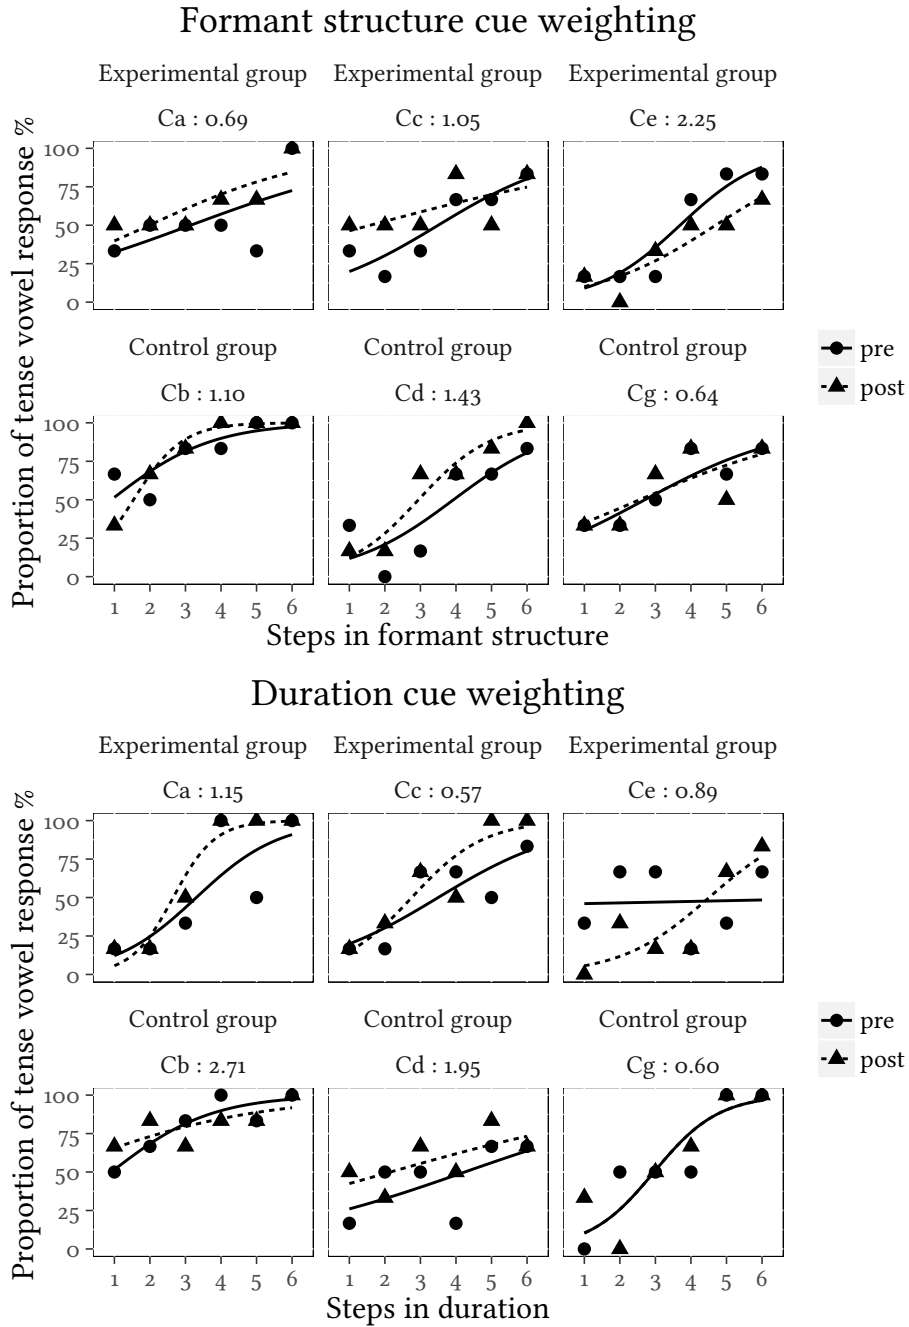 Formant structure cue weighting
Experimental group Experimental group Experimental group
Ca : 0.69 Cc : 1.05 Ce : 2.25
Proportion of tense vowel response %
100
75
50
25
0
Control group Control group Control group
Cb : 1.10 Cd : 1.43 Cg : 0.64
pre
post
100
75
50
25
0
1 2 3 4 5 6 1 2 3 4 5 6 1 2 3 4 5 6
Steps in formant structure
Duration cue weighting
Experimental group Experimental group Experimental group
Ca : 1.15 Cc : 0.57 Ce : 0.89
Proportion of tense vowel response %
100
75
50
25
0
Control group Control group Control group
Cb : 2.71 Cd : 1.95 Cg : 0.60
pre
post
100
75
50
25
0
1 2 3 4 5 6 1 2 3 4 5 6 1 2 3 4 5 6
Steps in duration